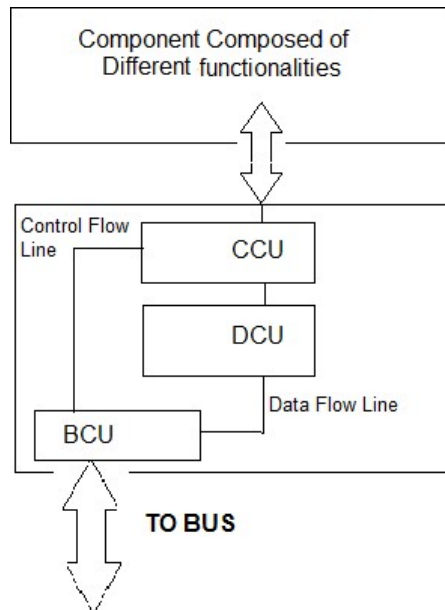 Component Composed of
Different functionalities
Control Flow
Line
CCU
DCU
Data Flow Line
BCU
TO BUS